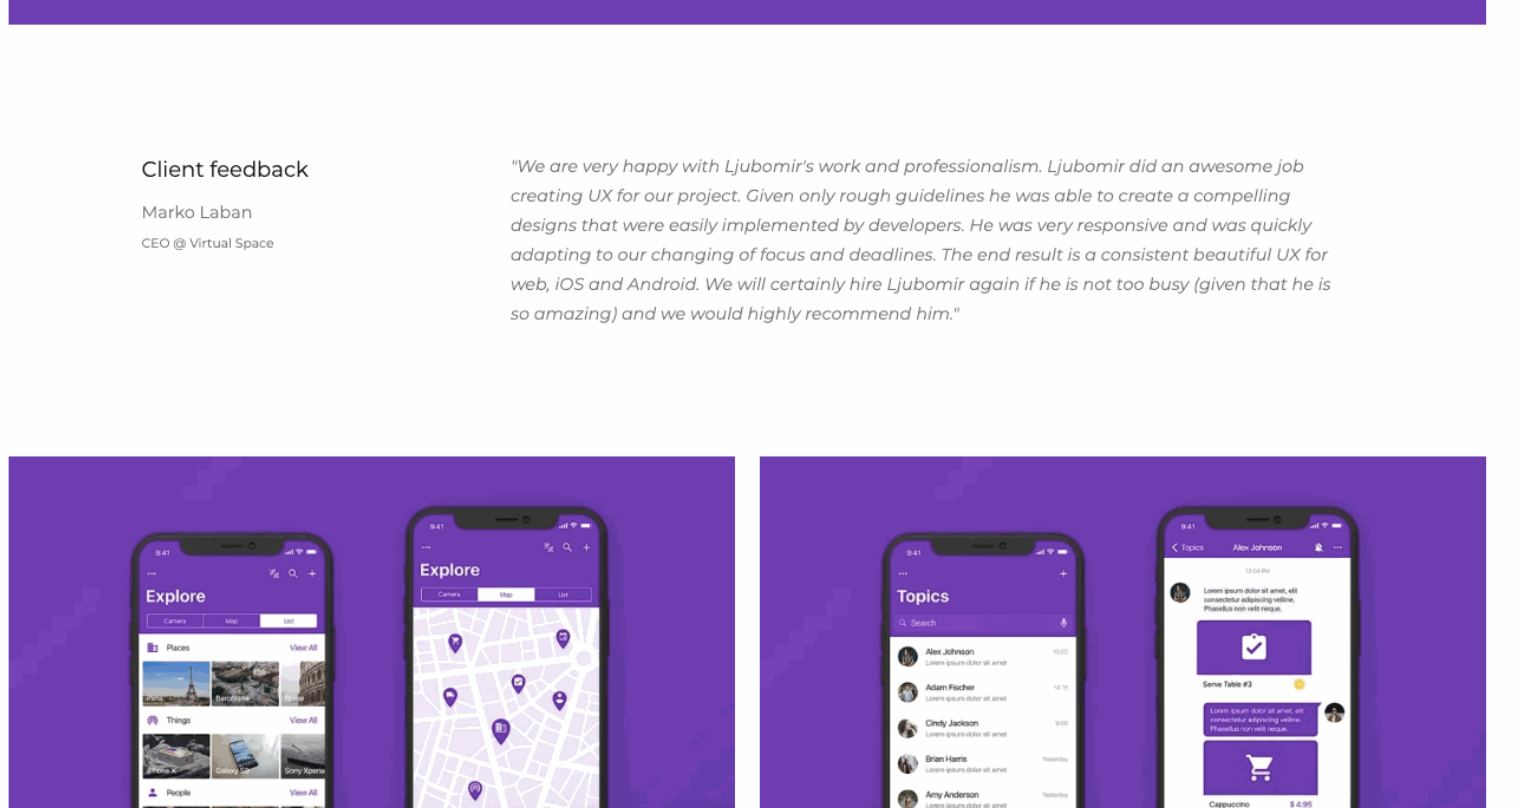 Client feedback
Marko Laban
CEO @ Virtual Space
"We are very happy with Ljubomir's work and professionalism. Ljubomir did an awesome job
creating UX for our project. Given only rough guidelines he was able to create a compelling
designs that were easily implemented by developers. He was very responsive and was quickly
adapting to our changing of focus and deadlines. The end result is a consistent beautiful UX for
web, iOS and Android. We will certainly hire Ljubomir again if he is not too busy (given that he is
so amazing) and we would highly recommend him."
9:41
Explore
Camera Map List
Places View All
Paris Barcelona Rome
Things View All
iPhone X Galaxy S9 Sony Xperia
People View All
9:41
Explore
Camera Map List
9:41
Topics
Search
Alex Johnson 15:02
Lorem ipsum dolor sit amet
Adam Fischer 14:15
Lorem ipsum dolor sit amet
Cindy Jackson 9:05
Lorem ipsum dolor sit amet
Brian Harris Yesterday
Lorem ipsum dolor sit amet
Amy Anderson Yesterday
Lorem ipsum dolor sit amet
9:41
Topics Alex Johnson
12:04 PM
Lorem ipsum dolor sit amet, elit
consectetur adipiscing velitne.
Phasellus non velit neque.
Serve Table #3
Lorem ipsum dolor sit amet, elit
consectetur adipiscing velitne.
Phasellus non velit neque.
Cappuccino $ 4.95